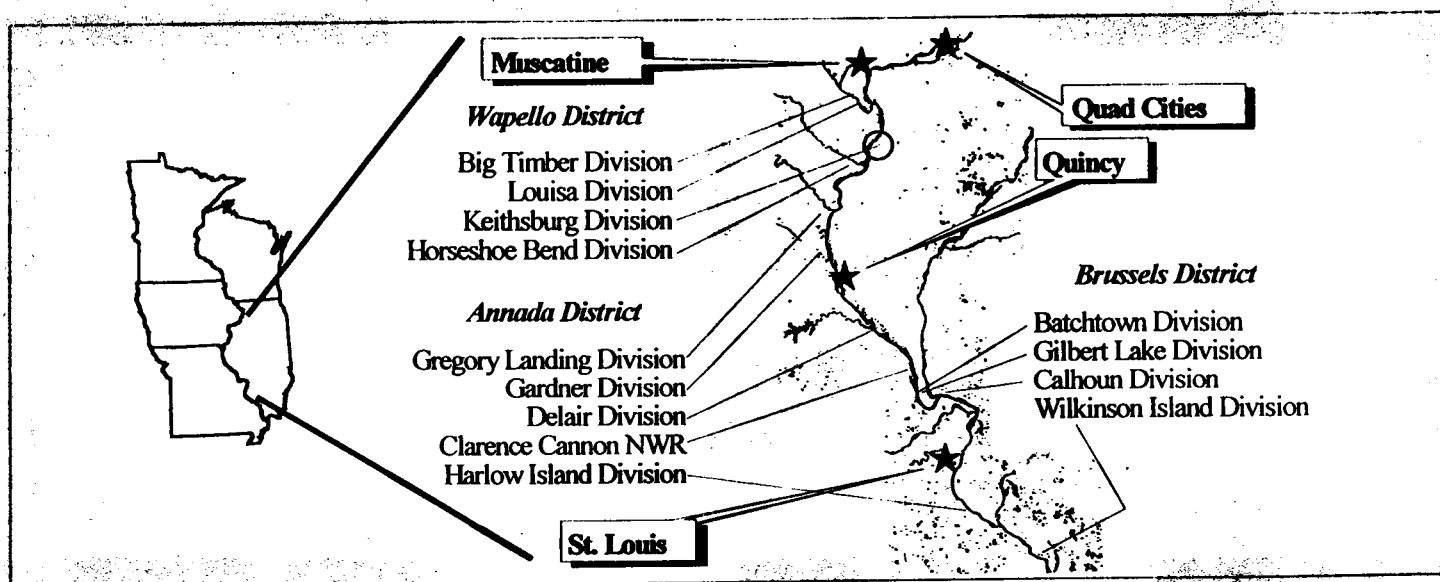 Muscatine
Quad Cities
Quincy
Wapello District
Big Timber Division
Louisa Division
Keithsburg Division
Horseshoe Bend Division
Annada District
Gregory Landing Division
Gardner Division
Delair Division
Clarence Cannon NWR
Harlow Island Division
Brussels District
Batchtown Division
Gilbert Lake Division
Calhoun Division
Wilkinson Island Division
St. Louis